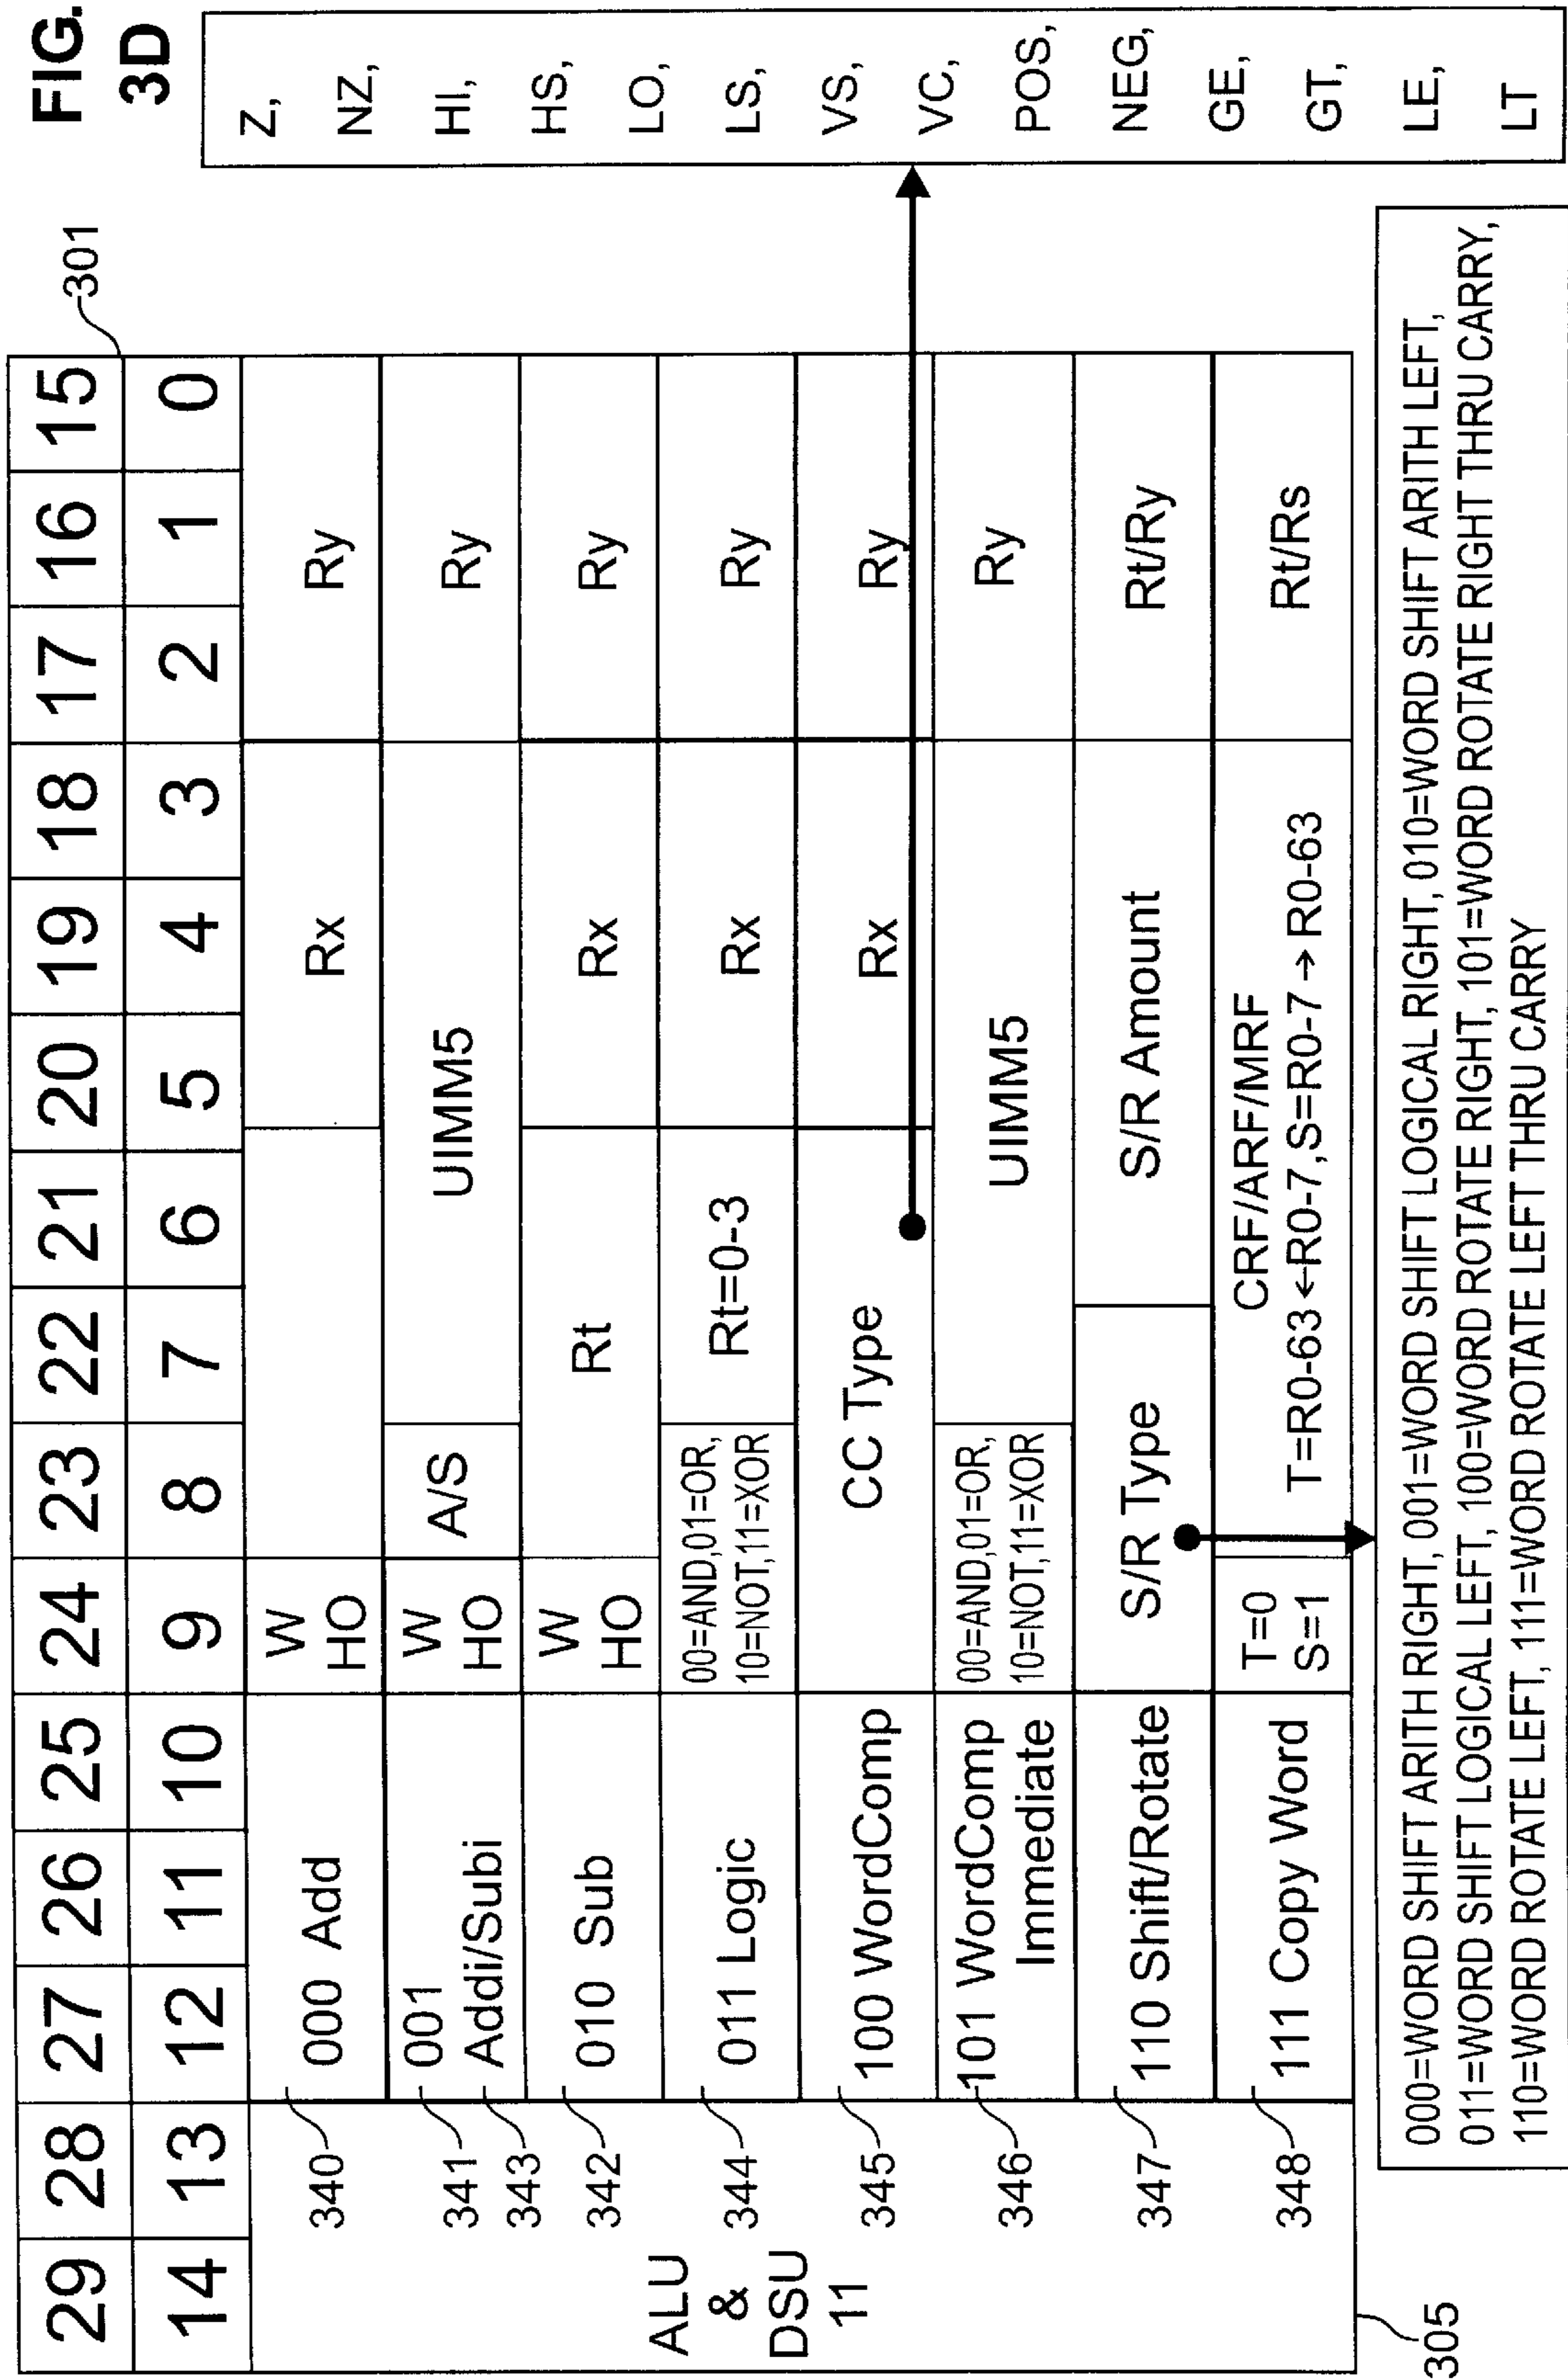 FIG.
3D
29 28 27 26 25 24 23 22 21 20 19 18 17 16 15
301
14 13 12 11 10 9 8 7 6 5 4 3 2 1 0
ALU
&
DSU
11
305
340
000 Add
W
HO
Rx
Ry
341
343
001
Addi/Subi
W
HO
A/S
UIMM5
Ry
342
010 Sub
W
HO
Rt
Rx
Ry
344
011 Logic
00=AND,01=OR,
10=NOT,11=XOR
Rt=0-3
Rx
Ry
345
100 WordComp
CC Type
Rx
Ry
346
101 WordComp
Immediate
00=AND,01=OR,
10=NOT,11=XOR
UIMM5
Ry
347
110 Shift/Rotate
S/R Type
S/R Amount
Rt/Ry
348
111 Copy Word
T=0
S=1
CRF/ARF/MRF
T=R0-63←R0-7,S=R0-7→R0-63
Rt/Rs
Z,
NZ,
HI,
HS,
LO,
LS,
VS,
VC,
POS,
NEG,
GE,
GT,
LE,
LT
000=WORD SHIFT ARITH RIGHT, 001=WORD SHIFT LOGICAL RIGHT, 010=WORD SHIFT ARITH LEFT,
011=WORD SHIFT LOGICAL LEFT, 100=WORD ROTATE RIGHT, 101=WORD ROTATE RIGHT THRU CARRY,
110=WORD ROTATE LEFT, 111=WORD ROTATE LEFT THRU CARRY